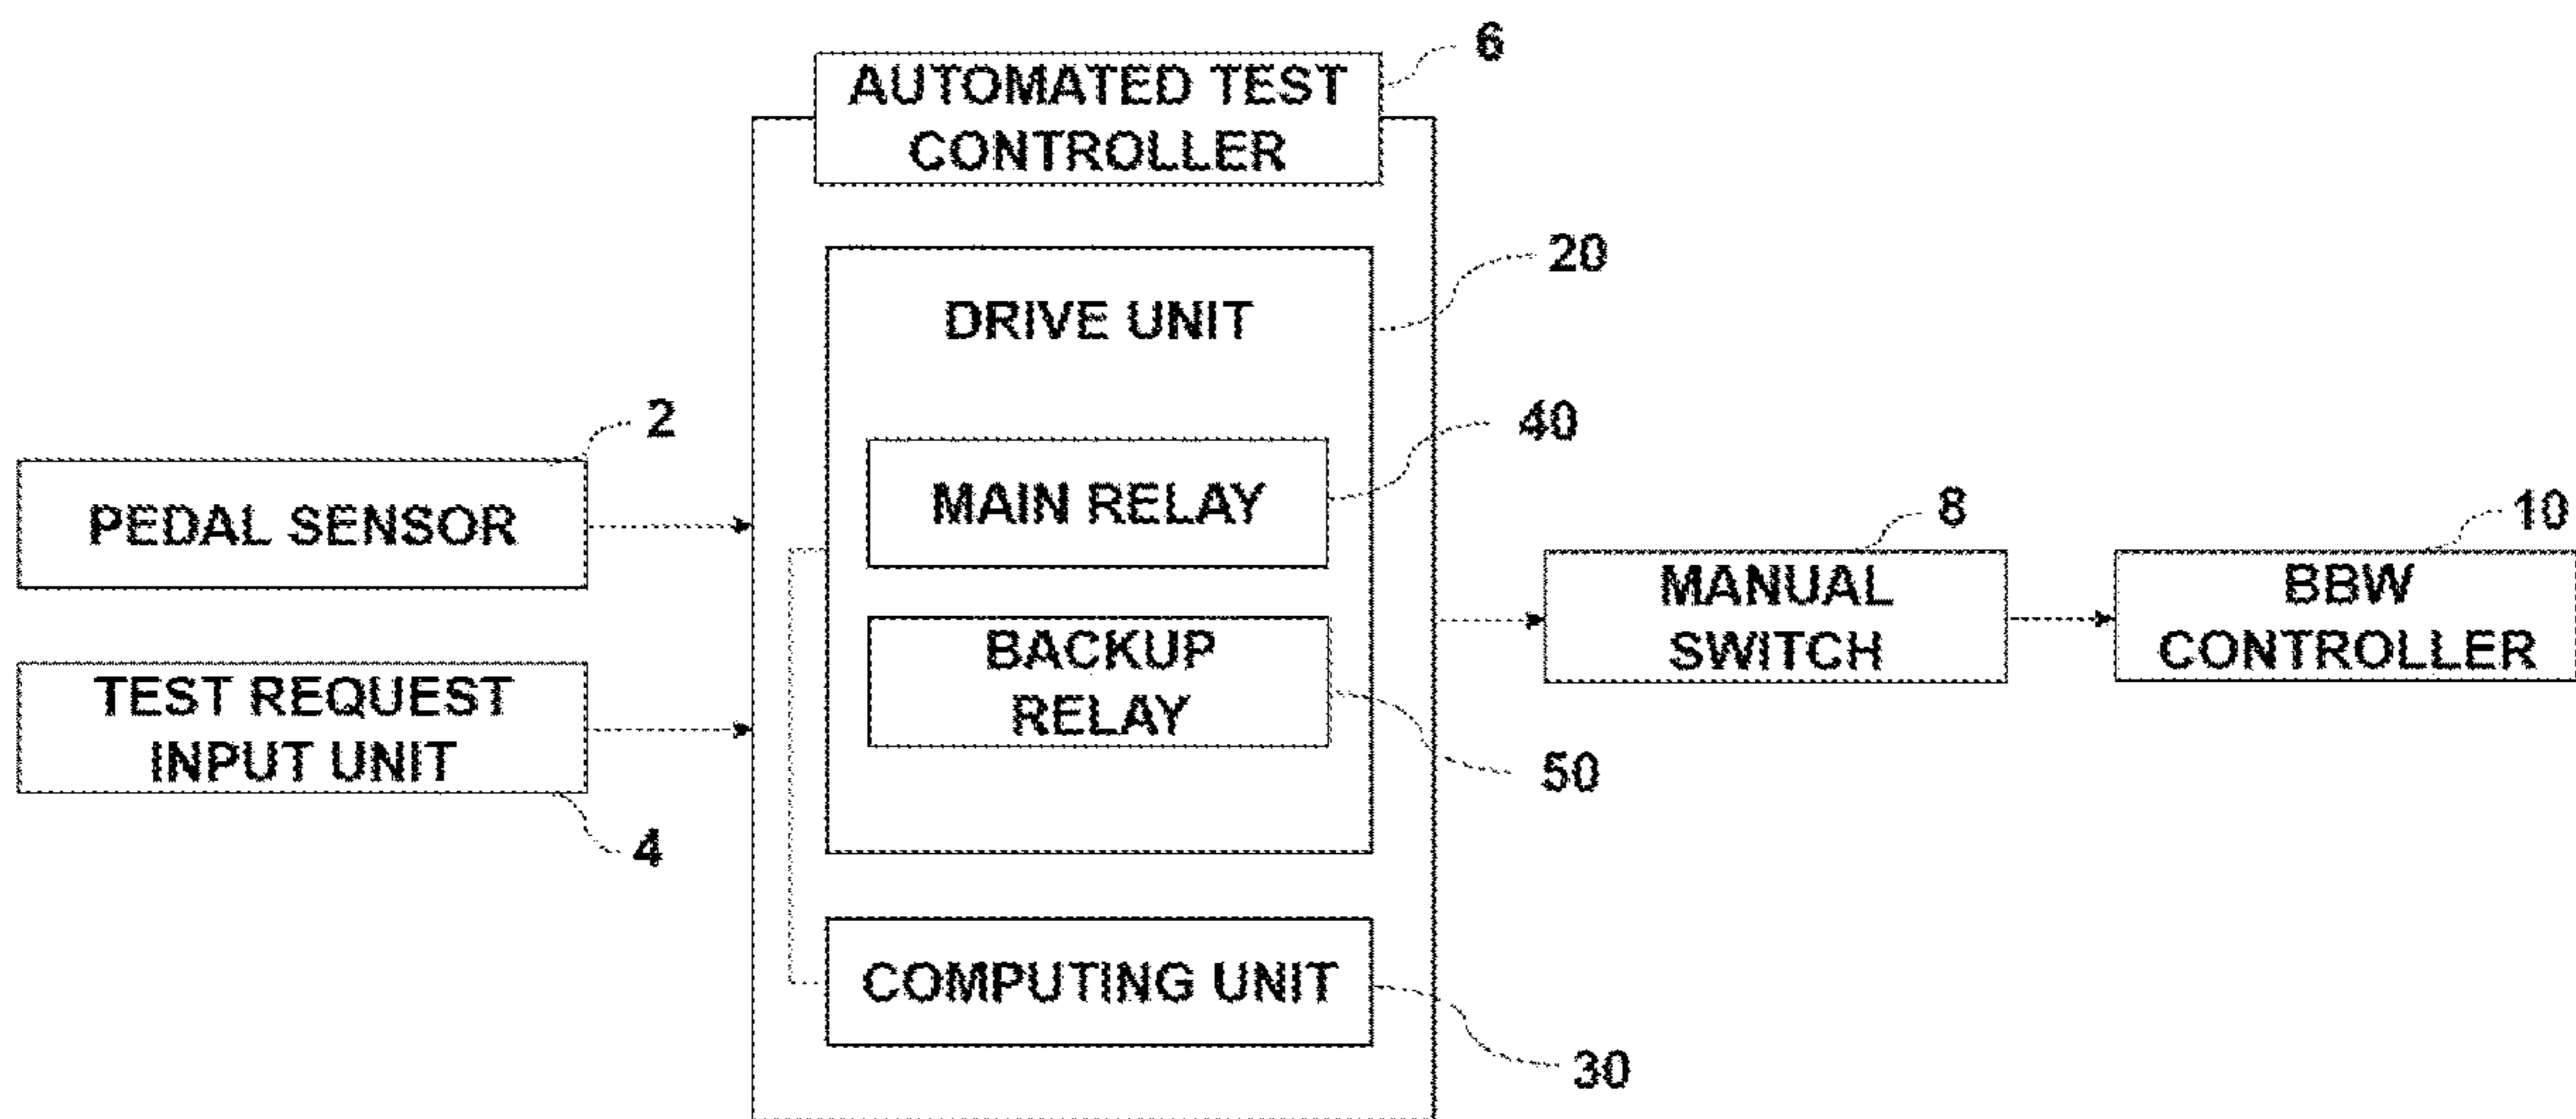 6
AUTOMATED TEST
CONTROLLER
20
DRIVE UNIT
2
40
PEDAL SENSOR
MAIN RELAY
8
10
TEST REQUEST
INPUT UNIT
4
BACKUP
RELAY
50
MANUAL
SWITCH
BBW
CONTROLLER
COMPUTING UNIT
30